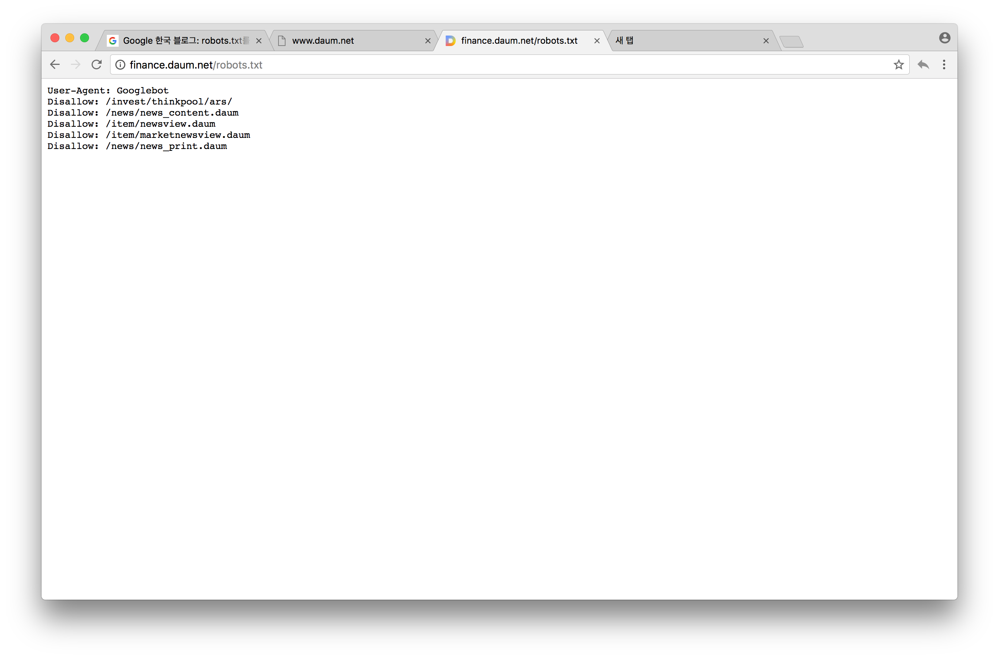 Google 한국 블로그: robots.txt를
www.daum.net
finance.daum.net/robots.txt
새 탭
finance.daum.net/robots.txt
User-Agent: Googlebot
Disallow: /invest/thinkpool/ars/
Disallow: /news/news_content.daum
Disallow: /item/newsview.daum
Disallow: /item/marketnewsview.daum
Disallow: /news/news_print.daum